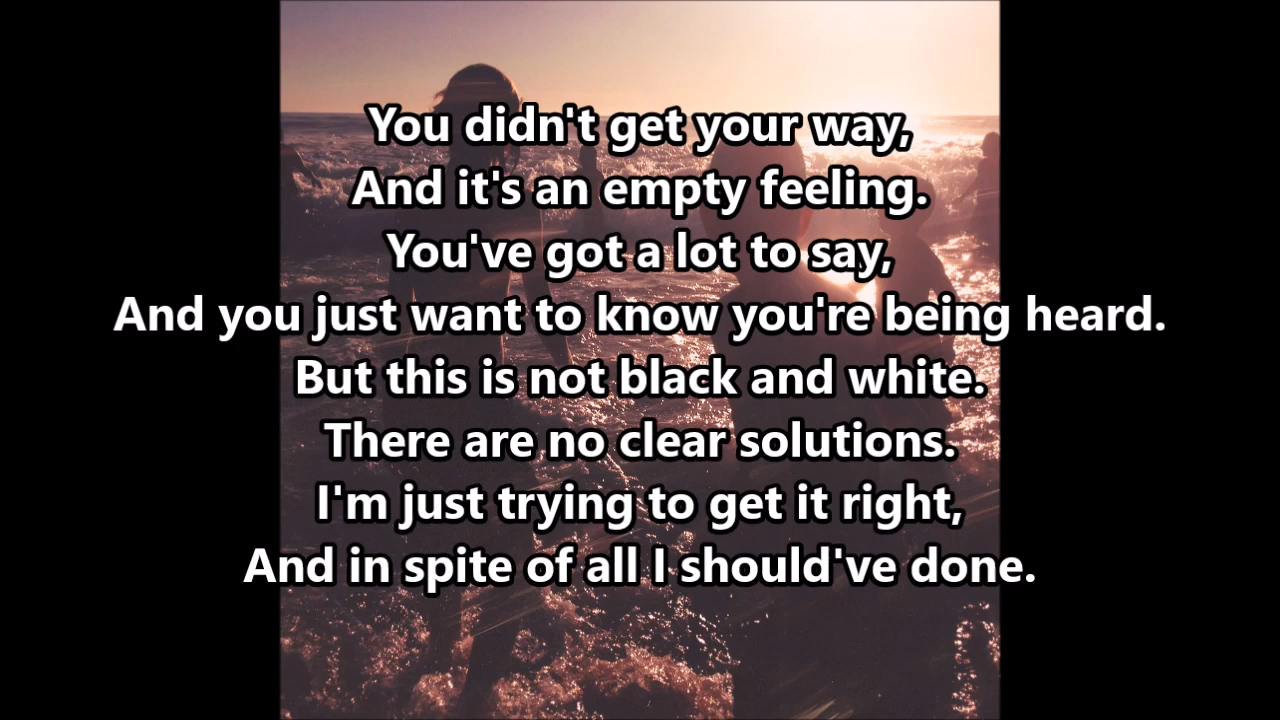 You didn't get your way,
And it's an empty feeling.
You've got a lot to say,
And you just want to know you're being heard.
But this is not black and white.
There are no clear solutions.
I'm just trying to get it right,
And in spite of all I should've done.